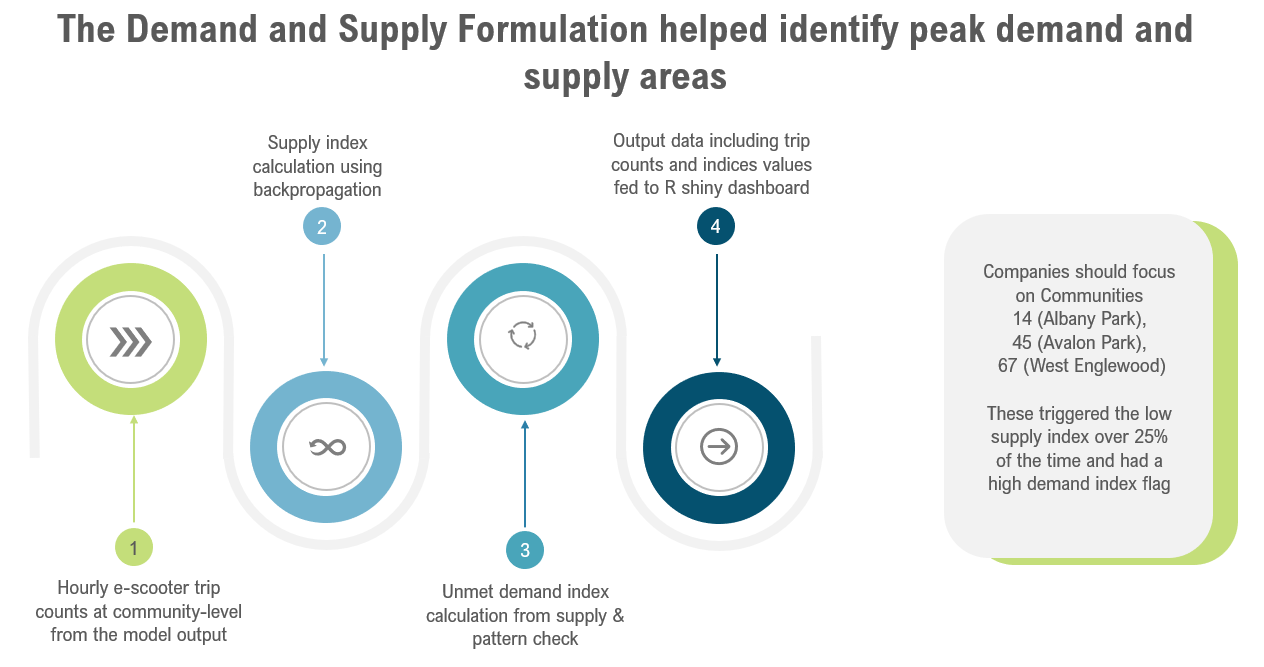 The Demand and Supply Formulation helped identify peak demand and
supply areas
1
Hourly e-scooter trip
counts at community-level
from the model output
Supply index
calculation using
backpropagation
2
3
Unmet demand index
calculation from supply &
pattern check
Output data including trip
counts and indices values
fed to R shiny dashboard
4
Companies should focus
on Communities
14 (Albany Park),
45 (Avalon Park),
67 (West Englewood)
These triggered the low
supply index over 25%
of the time and had a
high demand index flag